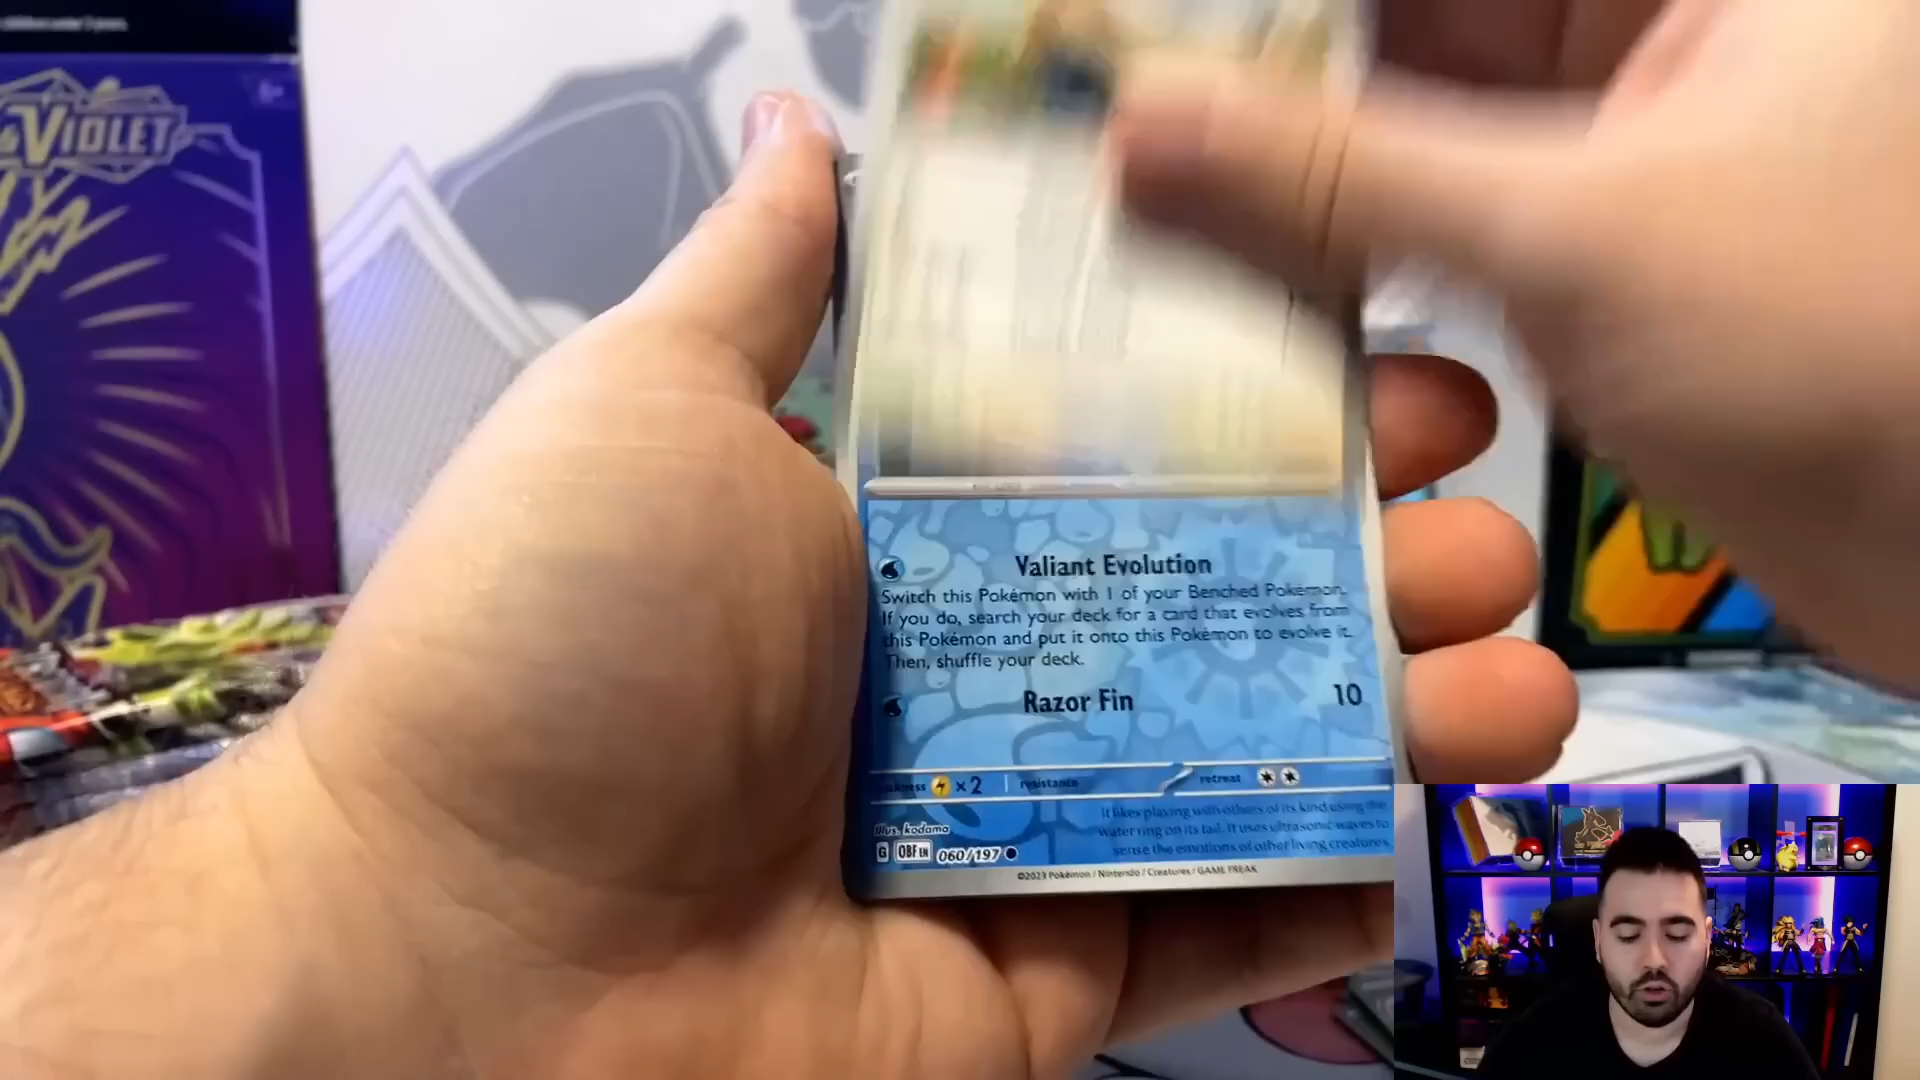 VIOLET
Valiant Evolution
Switch this Pokémon with 1 of your Benched Pokémon.
If you do, search your deck for a card that evolves from
this Pokémon and put it onto this Pokémon to evolve it.
Then, shuffle your deck.
Razor Fin 10
×2 resistance retreat
Illus. kodama
It likes playing with others of its kind using the
water ring on its tail. It uses ultrasonic waves to
sense the emotions of other living creatures.
G OBF EN 060/197
©2023 Pokémon / Nintendo / Creatures / GAME FREAK